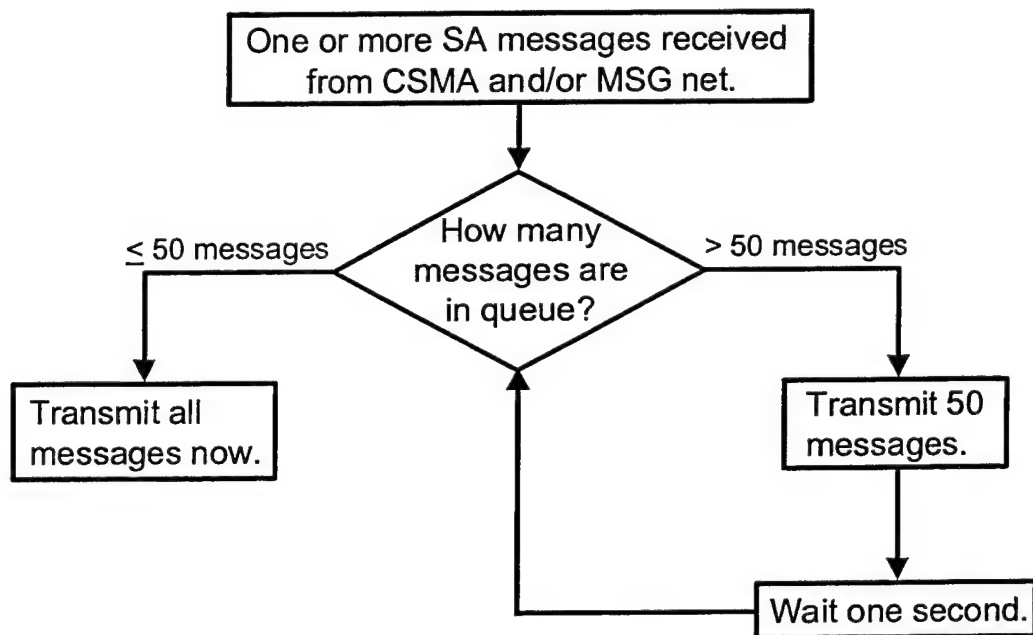 One or more SA messages received
from CSMA and/or MSG net.
How many
messages are
in queue?
≤ 50 messages
> 50 messages
Transmit all
messages now.
Transmit 50
messages.
Wait one second.